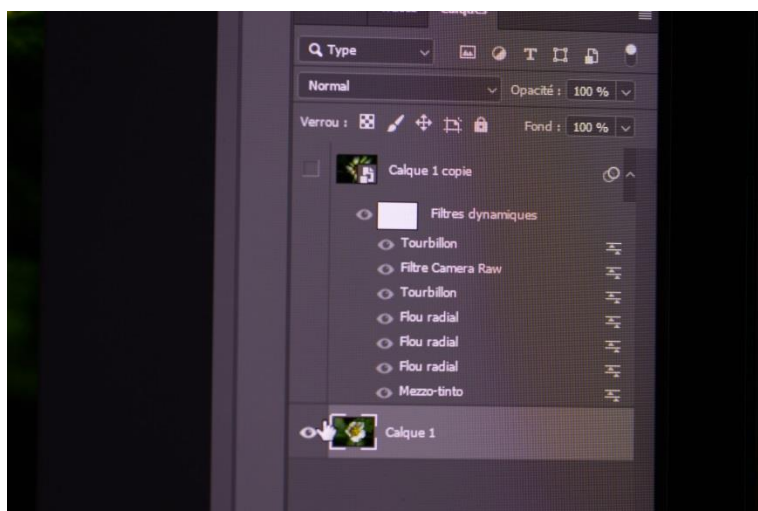 Calques
Type
Normal
Opacité : 100 %
Verrou :
Fond : 100 %
Calque 1 copie
Filtres dynamiques
Tourbillon
Filtre Camera Raw
Tourbillon
Flou radial
Flou radial
Flou radial
Mezzo-tinto
Calque 1